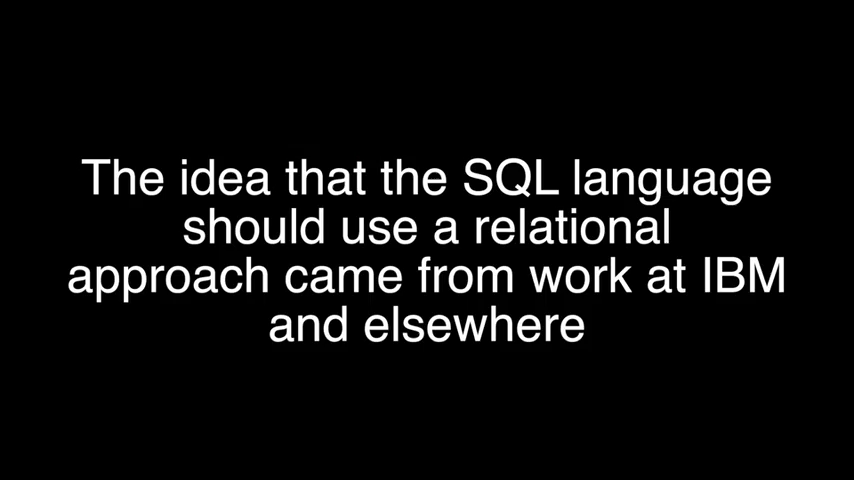 The idea that the SQL language
should use a relational
approach came from work at IBM
and elsewhere